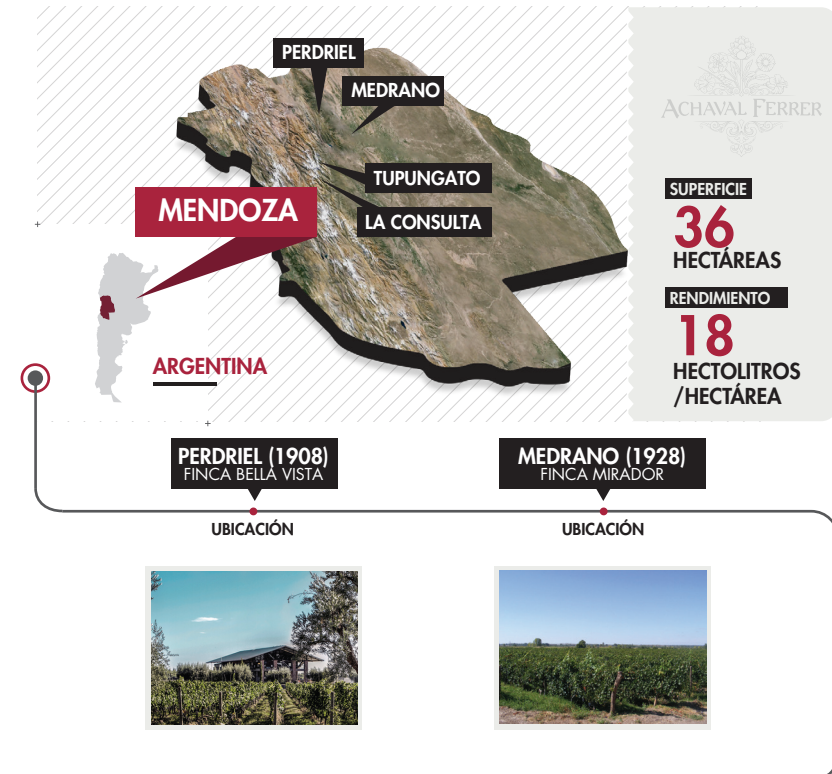 PERDRIEL
MEDRANO
TUPUNGATO
LA CONSULTA
MENDOZA
ARGENTINA
ACHAVAL FERRER
SUPERFICIE
36
HECTÁREAS
RENDIMIENTO
18
HECTOLITROS
/HECTÁREA
PERDRIEL (1908)
FINCA BELLA VISTA
UBICACIÓN
MEDRANO (1928)
FINCA MIRADOR
UBICACIÓN